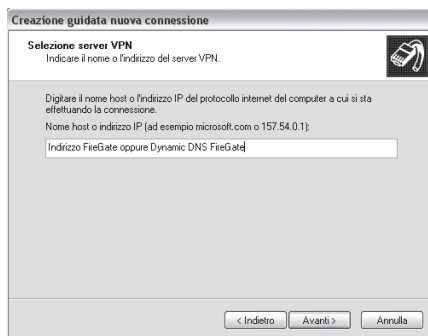 Creazione guidata nuova connessione
Selezione server VPN
Indicare il nome o l'indirizzo del server VPN.
Digitare il nome host o l'indirizzo IP del protocollo internet del computer a cui si sta
effettuando la connessione.
Nome host o indirizzo IP (ad esempio microsoft.com o 157.54.0.1):
Indirizzo FireGate oppure Dynamic DNS FireGate
< Indietro
Avanti >
Annulla